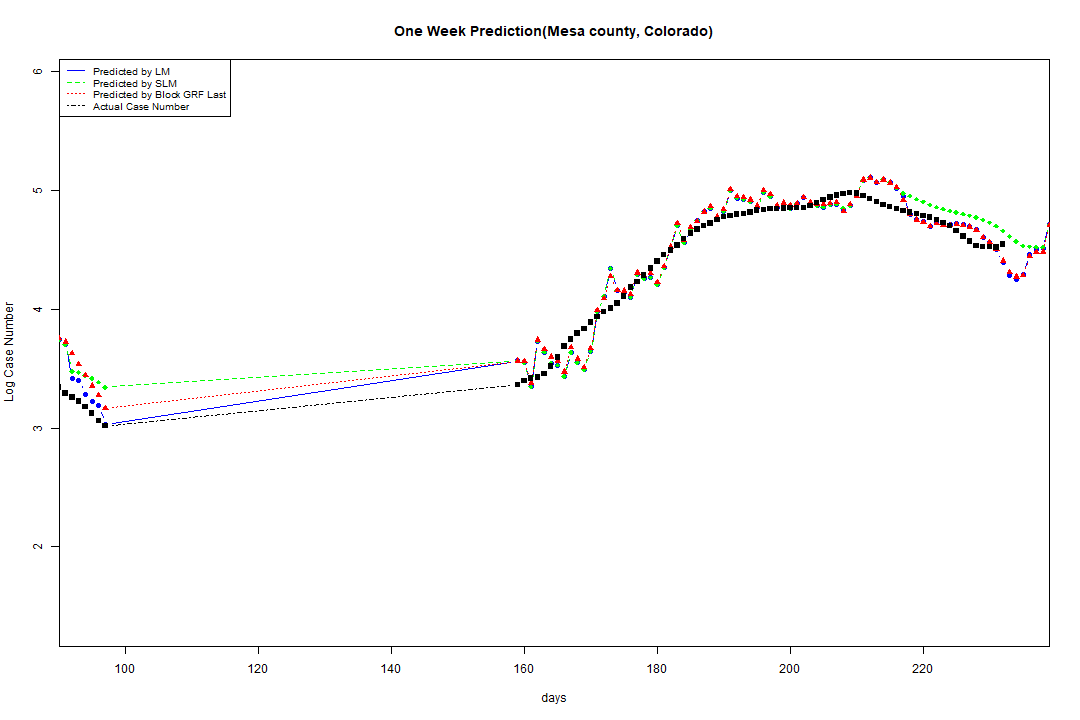 One Week Prediction(Mesa county, Colorado)
Predicted by LM
Predicted by SLM
Predicted by Block GRF Last
Actual Case Number
6
5
4
3
2
Log Case Number
100 120 140 160 180 200 220
days